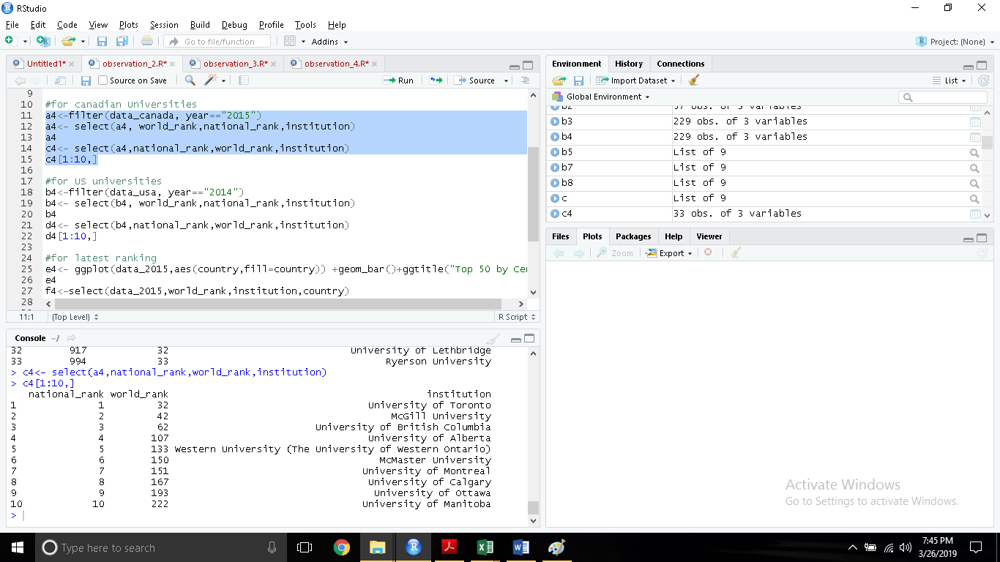 RStudio
File Edit Code View Plots Session Build Debug Profile Tools Help
Go to file/function
Addins
Project: (None)
Untitled1* observation_2.R* observation_3.R* observation_4.R*
Source on Save
Run
Source
9
10 #for canadian Universities
11 a4<-filter(data_canada, year=="2015")
12 a4<- select(a4, world_rank,national_rank,institution)
13 a4
14 c4<- select(a4,national_rank,world_rank,institution)
15 c4[1:10,]
16
17 #for US universities
18 b4<-filter(data_usa, year=="2014")
19 b4<- select(b4, world_rank,national_rank,institution)
20 b4
21 d4<- select(b4,national_rank,world_rank,institution)
22 d4[1:10,]
23
24 #for latest ranking
25 e4<- ggplot(data_2015,aes(country,fill=country)) +geom_bar()+ggtitle("Top 50 by Cen
26 e4
27 f4<-select(data_2015,world_rank,institution,country)
28
11:1 (Top Level) R Script
Console ~/
32 917 32 University of Lethbridge
33 994 33 Ryerson University
> c4<- select(a4,national_rank,world_rank,institution)
> c4[1:10,]
national_rank world_rank institution
1 1 32 University of Toronto
2 2 42 McGill University
3 3 62 University of British Columbia
4 4 107 University of Alberta
5 5 133 Western University (The University of Western Ontario)
6 6 150 McMaster University
7 7 151 University of Montreal
8 8 167 University of Calgary
9 9 193 University of Ottawa
10 10 222 University of Manitoba
>
Environment History Connections
Import Dataset
List
Global Environment
b2 57 obs. of 3 variables
b3 229 obs. of 3 variables
b4 229 obs. of 3 variables
b5 List of 9
b7 List of 9
b8 List of 9
c List of 9
c4 33 obs. of 3 variables
Files Plots Packages Help Viewer
Zoom
Export
Activate Windows
Go to Settings to activate Windows.
Type here to search
7:45 PM
3/26/2019